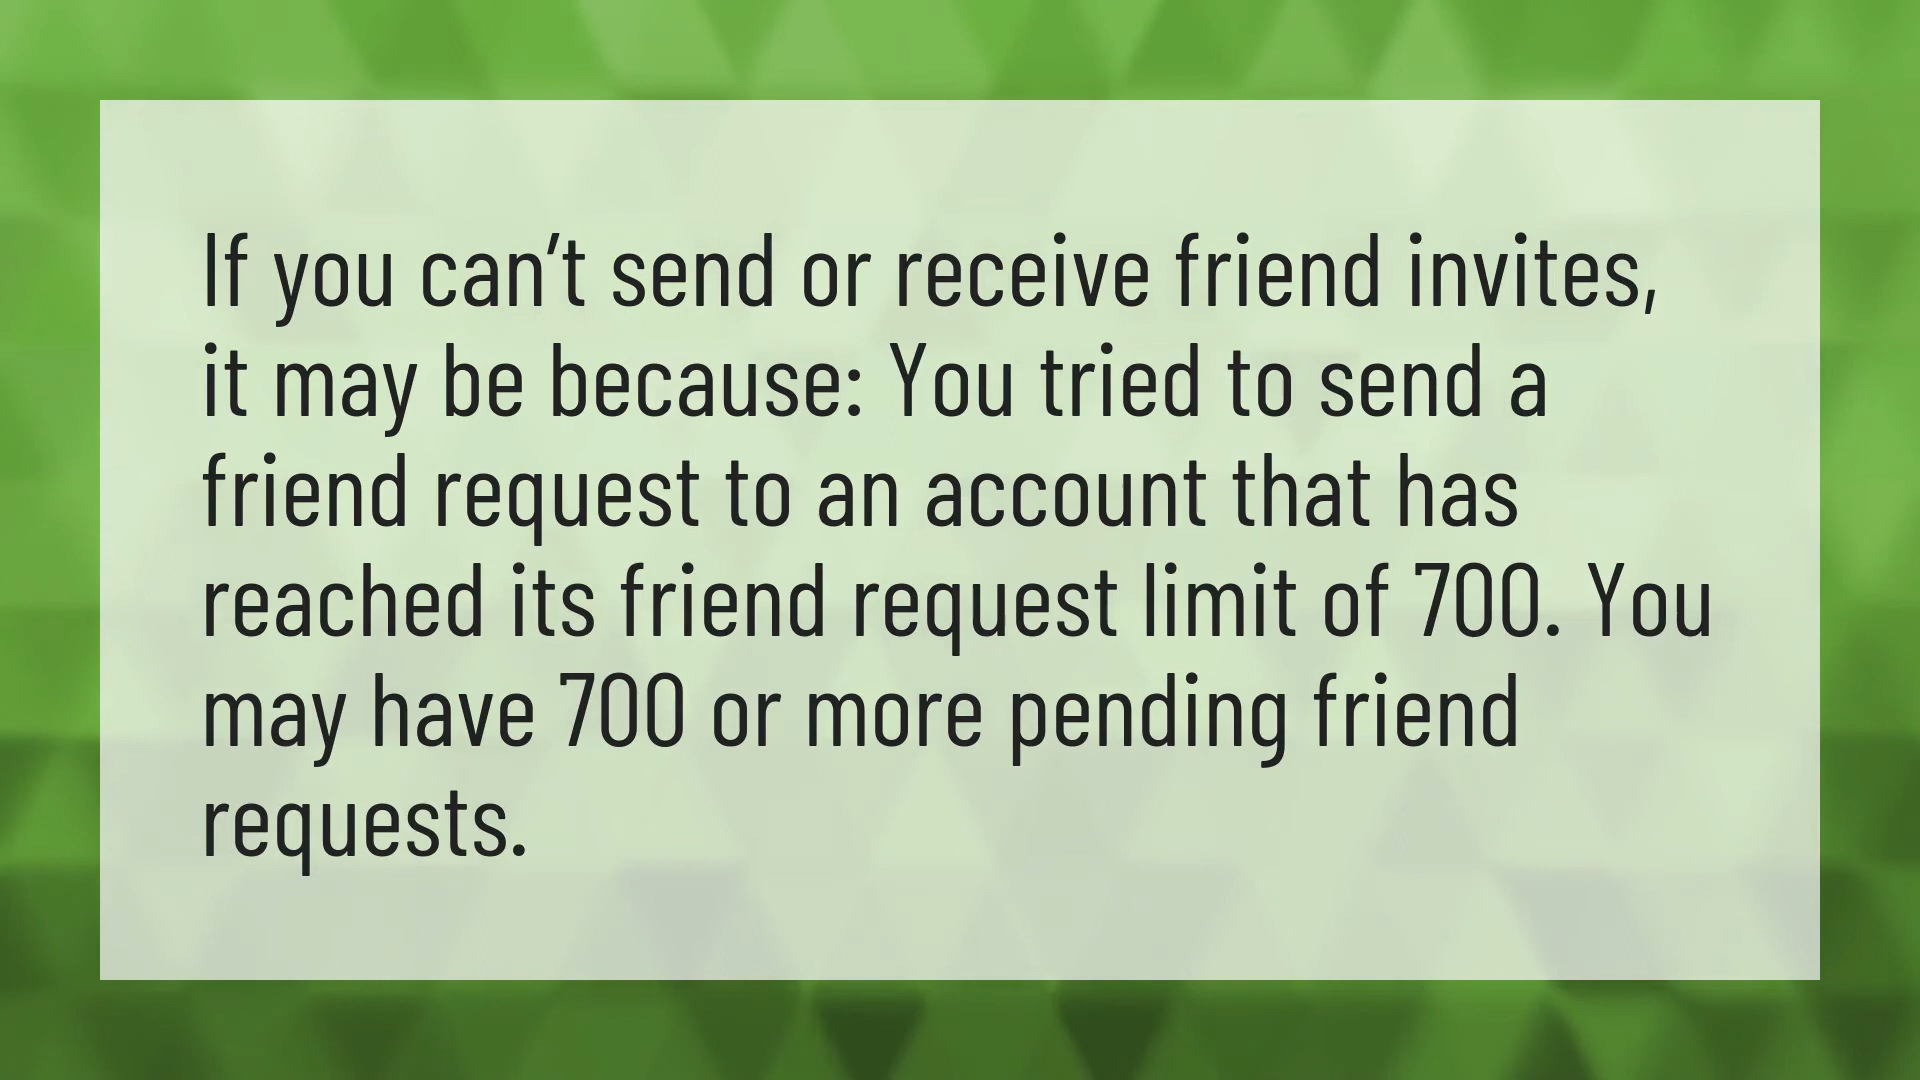 If you can’t send or receive friend invites,
it may be because: You tried to send a
friend request to an account that has
reached its friend request limit of 700. You
may have 700 or more pending friend
requests.